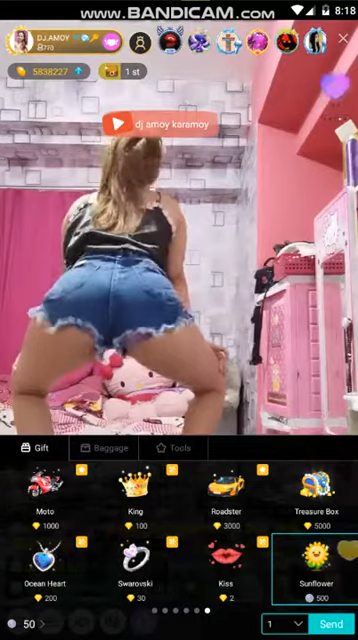 WWW.BANDICAM.COM
8:18
DJ.AMOY
5838227
1 st
dj amoy karamoy
Gift
Baggage
Tools
Moto
King
Roadster
Treasure Box
1000
100
3000
5000
Ocean Heart
Swarovski
Kiss
Sunflower
200
30
2
500
50
1
Send